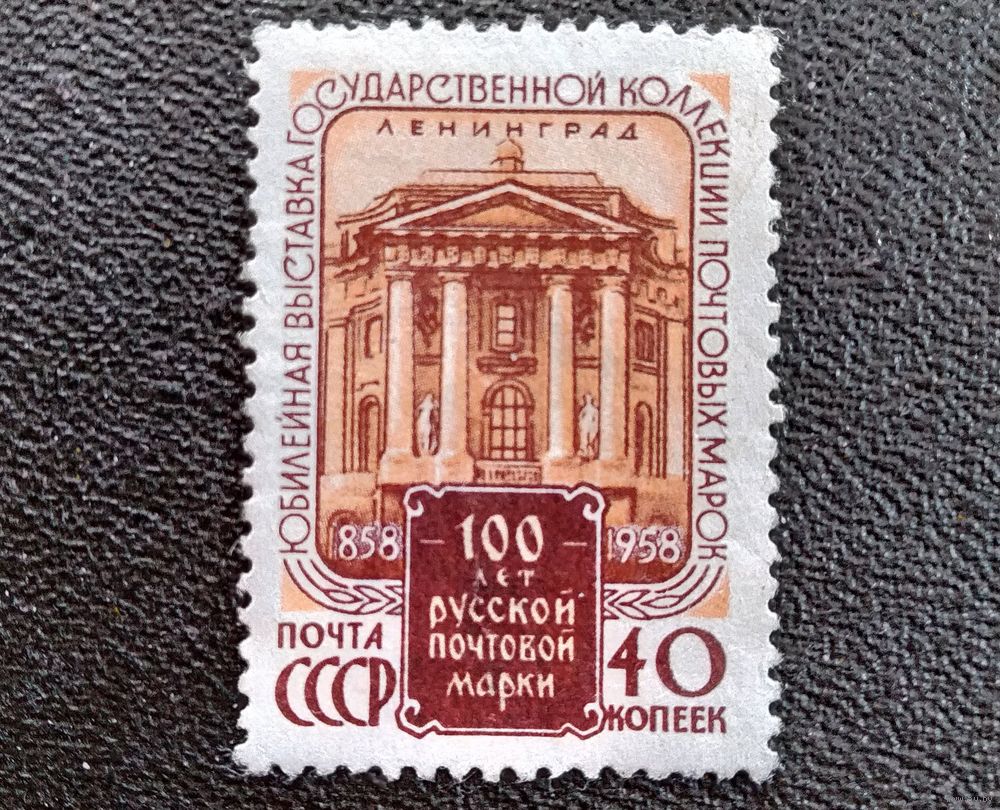 ЮБИЛЕЙНАЯ ВЫСТАВКА ГОСУДАРСТВЕННОЙ КОЛЛЕКЦИИ ПОЧТОВЫХ МАРОК
ЛЕНИНГРАД
1858 – 100 – 1958
ЛЕТ
РУССКОЙ
ПОЧТОВОЙ
МАРКИ
ПОЧТА
СССР
40
КОПЕЕК